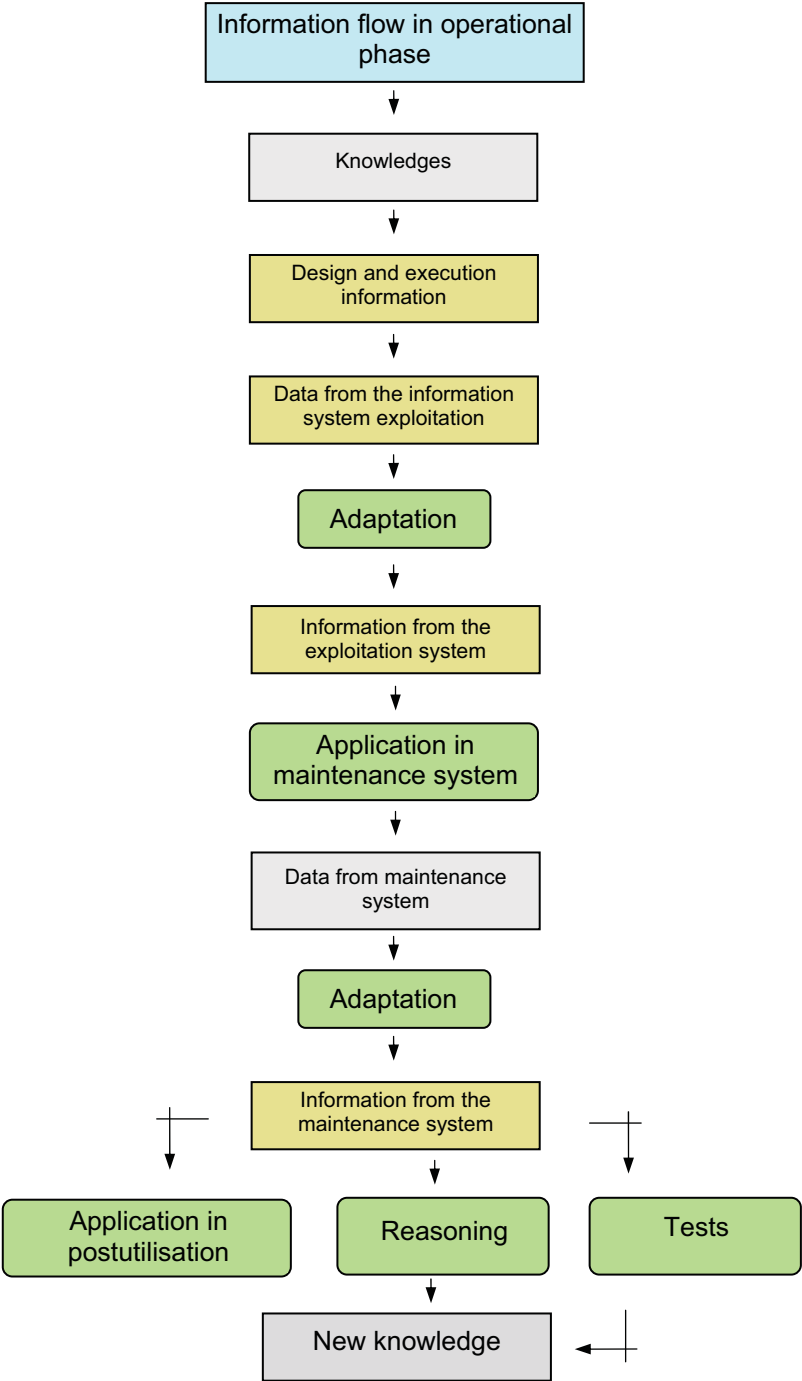 Information flow in operational
phase
Knowledges
Design and execution
information
Data from the information
system exploitation
Adaptation
Information from the
exploitation system
Application in
maintenance system
Data from maintenance
system
Adaptation
Information from the
maintenance system
Application in
postutilisation
Reasoning
Tests
New knowledge